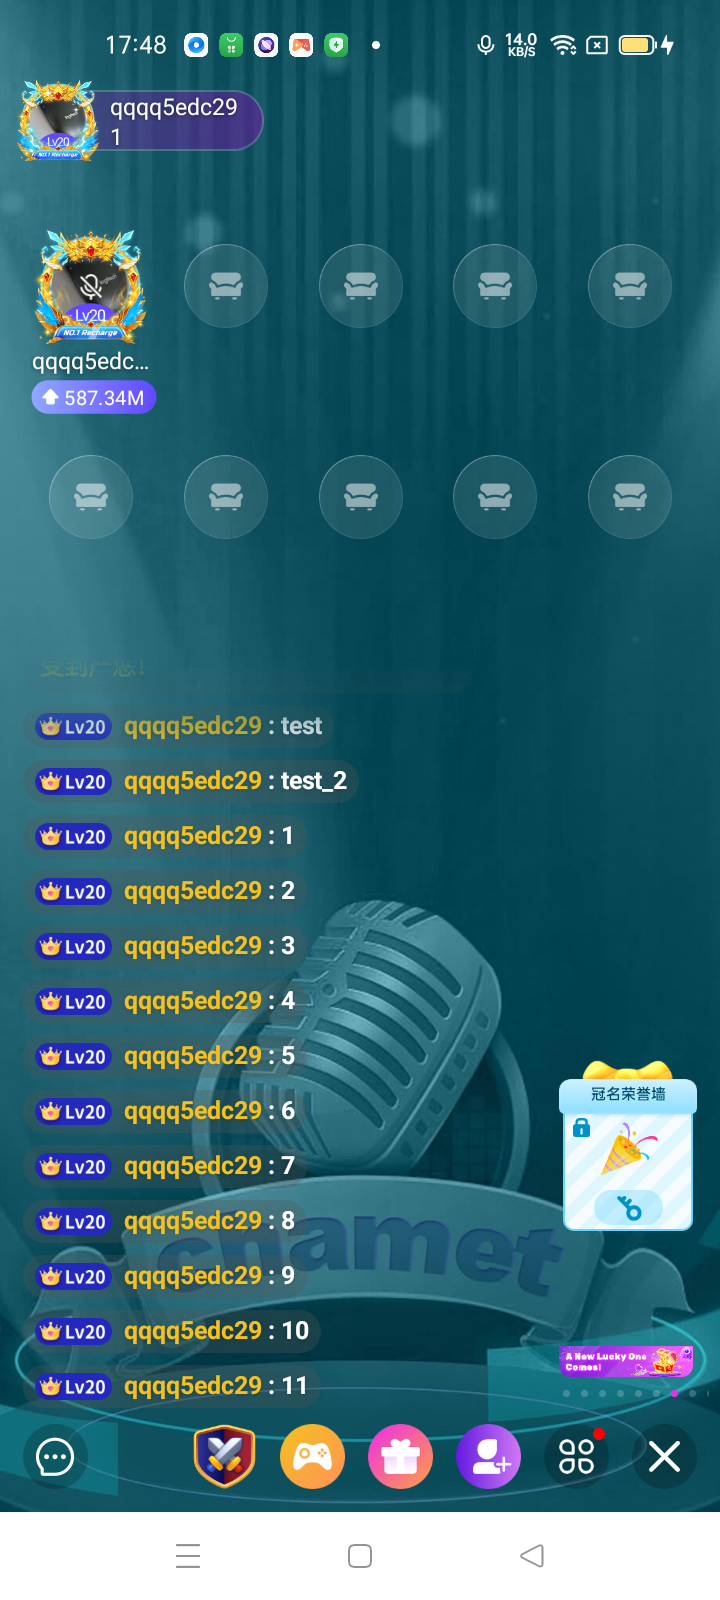 17:48
14.0
KB/S
qqqq5edc29
1
Lv20
NO.1 Recharge
Lv20
NO.1 Recharge
qqqq5edc...
587.34M
Lv20 qqqq5edc29 : test
Lv20 qqqq5edc29 : test_2
Lv20 qqqq5edc29 : 1
Lv20 qqqq5edc29 : 2
Lv20 qqqq5edc29 : 3
Lv20 qqqq5edc29 : 4
Lv20 qqqq5edc29 : 5
Lv20 qqqq5edc29 : 6
冠名荣誉墙
Lv20 qqqq5edc29 : 7
Lv20 qqqq5edc29 : 8
chamet
Lv20 qqqq5edc29 : 9
Lv20 qqqq5edc29 : 10
A New Lucky One
Comes!
Lv20 qqqq5edc29 : 11